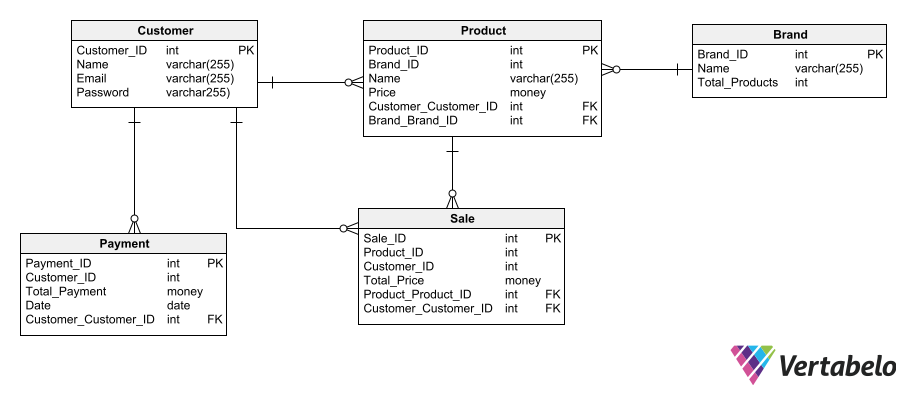 Customer
Customer_ID int PK
Name varchar(255)
Email varchar(255)
Password varchar255)
Product
Product_ID int PK
Brand_ID int
Name varchar(255)
Price money
Customer_Customer_ID int FK
Brand_Brand_ID int FK
Brand
Brand_ID int PK
Name varchar(255)
Total_Products int
Payment
Payment_ID int PK
Customer_ID int
Total_Payment money
Date date
Customer_Customer_ID int FK
Sale
Sale_ID int PK
Product_ID int
Customer_ID int
Total_Price money
Product_Product_ID int FK
Customer_Customer_ID int FK
Vertabelo